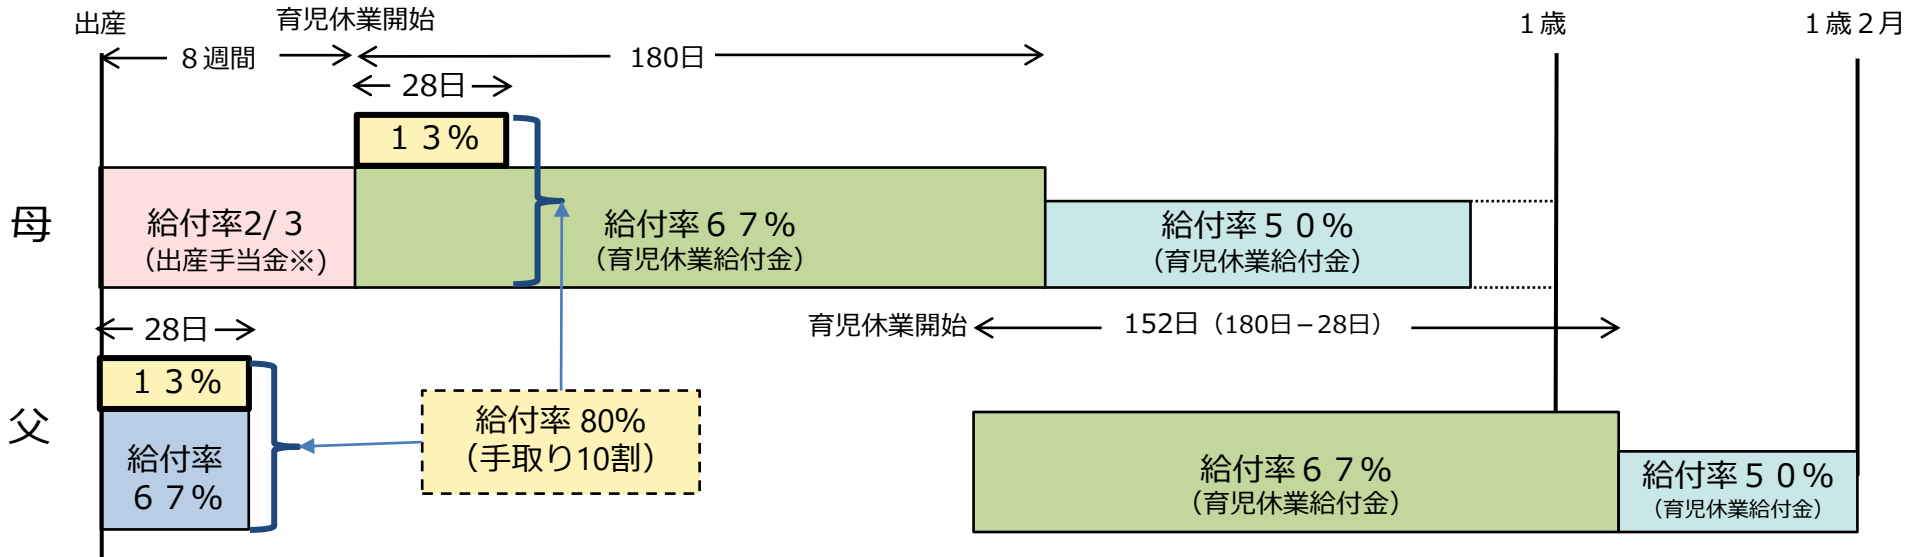 出産
育児休業開始
１歳
１歳２月
８週間
180日
28日
１３%
母
給付率2/３
（出産手当金※）
給付率６７%
（育児休業給付金）
給付率５０%
（育児休業給付金）
28日
育児休業開始
152日（180日－28日）
１３%
父
給付率
６７%
給付率 80%
（手取り10割）
給付率６７%
（育児休業給付金）
給付率５０%
（育児休業給付金）